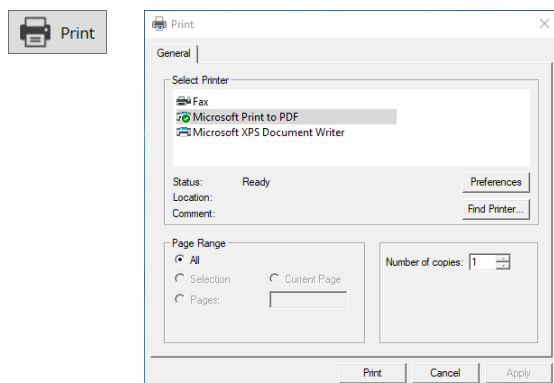 Print
Print
General
Select Printer
Fax
Microsoft Print to PDF
Microsoft XPS Document Writer
Status: Ready
Preferences
Location:
Comment:
Find Printer...
Page Range
All
Selection
Current Page
Pages:
Number of copies: 1
Print
Cancel
Apply